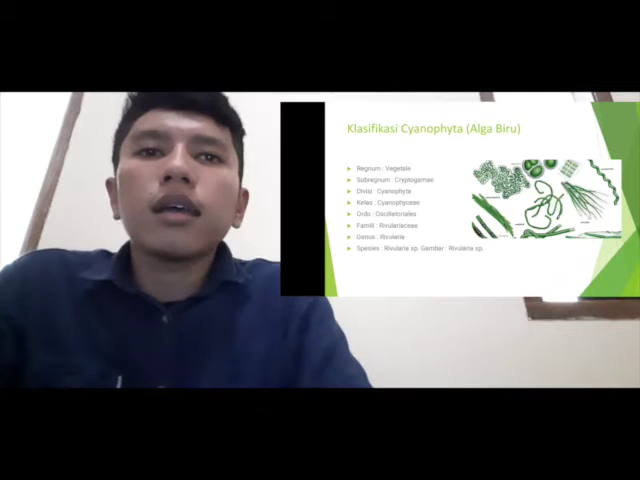 Klasifikasi Cyanophyta (Alga Biru)
Regnum : Vegetale
Subregnum : Cryptogamae
Divisi : Cyanophyta
Kelas : Cyanophyceae
Ordo : Oscilletoriales
Famili : Rivulariaceae
Genus : Rivularia
Spesies : Rivularia sp. Gambar : Rivularia sp.